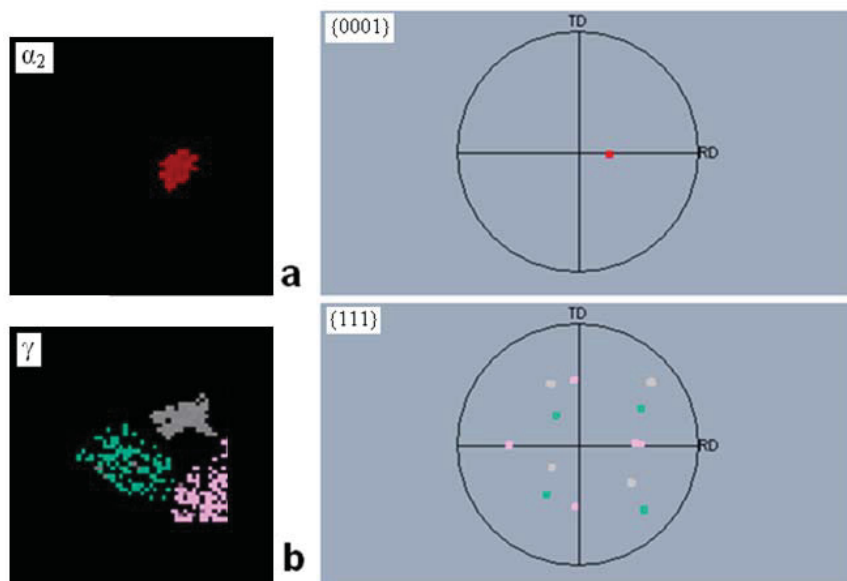 α₂
{0001}
TD
RD
a
γ
{111}
TD
RD
b